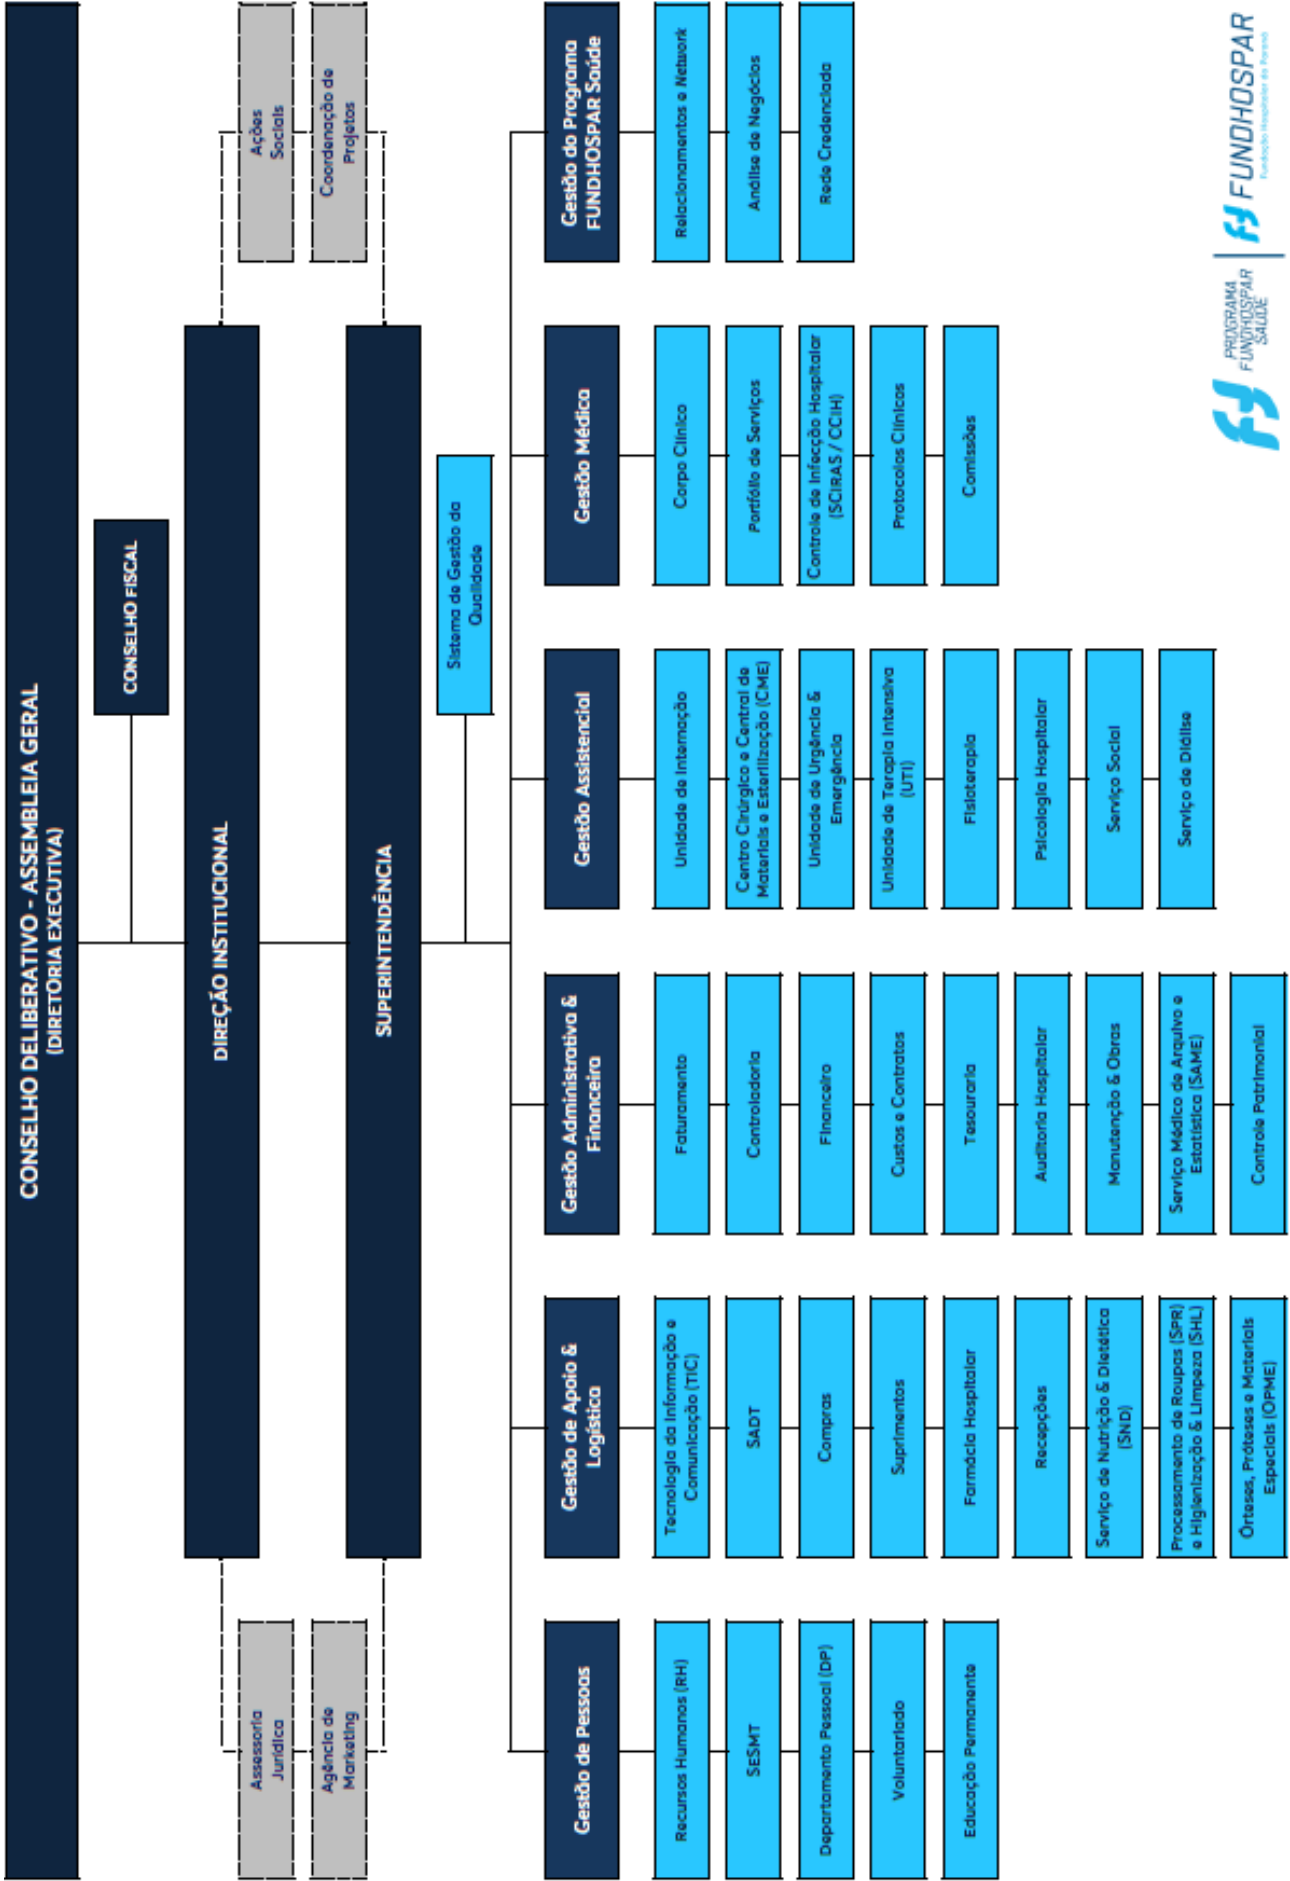 CONSELHO DELIBERATIVO - ASSEMBLEIA GERAL
(DIRETORIA EXECUTIVA)
CONSELHO FISCAL
DIREÇÃO INSTITUCIONAL
Assessoria
Jurídica
Agência de
Marketing
Ações
Sociais
Coordenação de
Projetos
SUPERINTENDÊNCIA
Sistema de Gestão da
Qualidade
Gestão de Pessoas
Recursos Humanos (RH)
SESMT
Departamento Pessoal (DP)
Voluntariado
Educação Permanente
Gestão de Apoio &
Logística
Tecnologia da Informação e
Comunicação (TIC)
SADT
Compras
Suprimentos
Farmácia Hospitalar
Recepções
Serviço de Nutrição & Dietética
(SND)
Processamento de Roupas (SPR)
e Higienização & Limpeza (SHL)
Órteses, Próteses e Materiais
Especiais (OPME)
Gestão Administrativa &
Financeira
Faturamento
Controladoria
Financeiro
Custos e Contratos
Tesouraria
Auditoria Hospitalar
Manutenção & Obras
Serviço Médico de Arquivo e
Estatística (SAME)
Controle Patrimonial
Gestão Assistencial
Unidade de Internação
Centro Cirúrgico e Central de
Materiais e Esterilização (CME)
Unidade de Urgência &
Emergência
Unidade de Terapia Intensiva
(UTI)
Fisioterapia
Psicologia Hospitalar
Serviço Social
Serviço de Diálise
Gestão Médica
Corpo Clínico
Portfólio de Serviços
Controle de Infecção Hospitalar
(SCIRAS / CCIH)
Protocolos Clínicos
Comissões
Gestão do Programa
FUNDHOSPAR Saúde
Relacionamentos e Network
Análise de Negócios
Rede Credenciada
PROGRAMA
FUNDHOSPAR
SAÚDE
FUNDHOSPAR
Fundação Hospitalar do Paraná